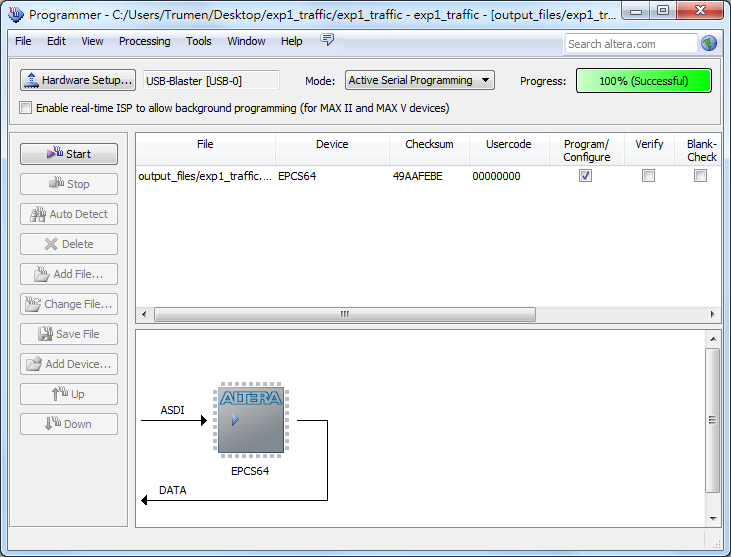 Programmer - C:/Users/Trumen/Desktop/exp1_traffic/exp1_traffic - exp1_traffic - [output_files/exp1_tr...
File Edit View Processing Tools Window Help Search altera.com
Hardware Setup... USB-Blaster [USB-0] Mode: Active Serial Programming Progress: 100% (Successful)
Enable real-time ISP to allow background programming (for MAX II and MAX V devices)
Start
Stop
Auto Detect
Delete
Add File...
Change File...
Save File
Add Device...
Up
Down
File Device Checksum Usercode Program/ Verify Blank-
Configure Check
output_files/exp1_traffic.... EPCS64 49AAFEBE 00000000
ALTERA
ASDI
EPCS64
DATA